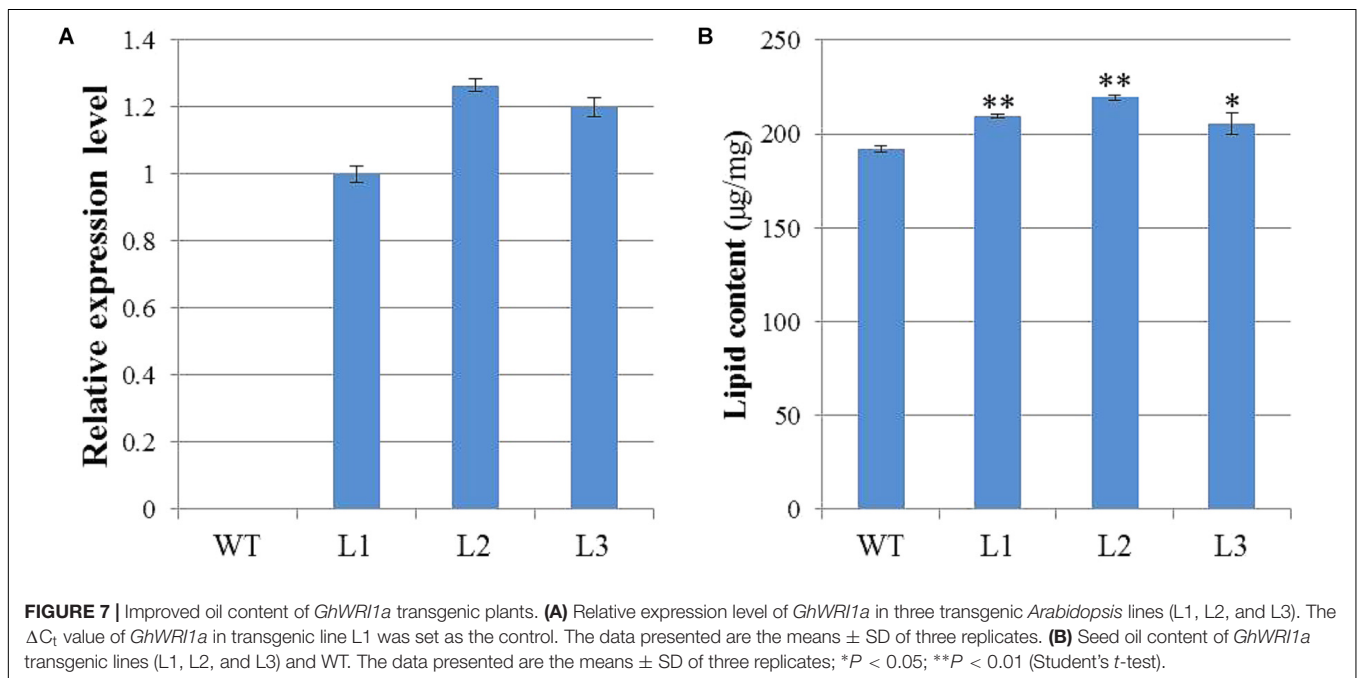 A
Relative expression level
1.4
1.2
1
0.8
0.6
0.4
0.2
0
WT L1 L2 L3
B
Lipid content (µg/mg)
250
200
150
100
50
0
** ** *
WT L1 L2 L3
FIGURE 7 | Improved oil content of GhWRI1a transgenic plants. (A) Relative expression level of GhWRI1a in three transgenic Arabidopsis lines (L1, L2, and L3). The
ΔCt value of GhWRI1a in transgenic line L1 was set as the control. The data presented are the means ± SD of three replicates. (B) Seed oil content of GhWRI1a
transgenic lines (L1, L2, and L3) and WT. The data presented are the means ± SD of three replicates; *P < 0.05; **P < 0.01 (Student's t-test).